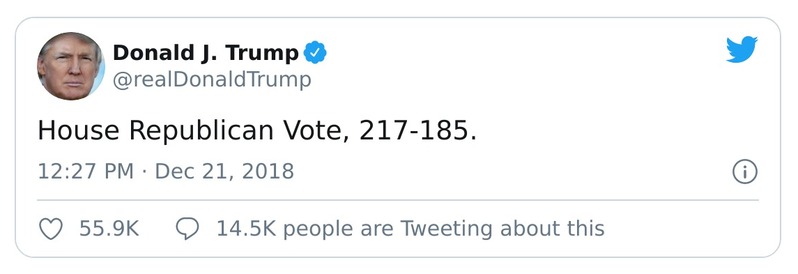 Donald J. Trump
@realDonaldTrump
House Republican Vote, 217-185.
12:27 PM · Dec 21, 2018
55.9K 14.5K people are Tweeting about this